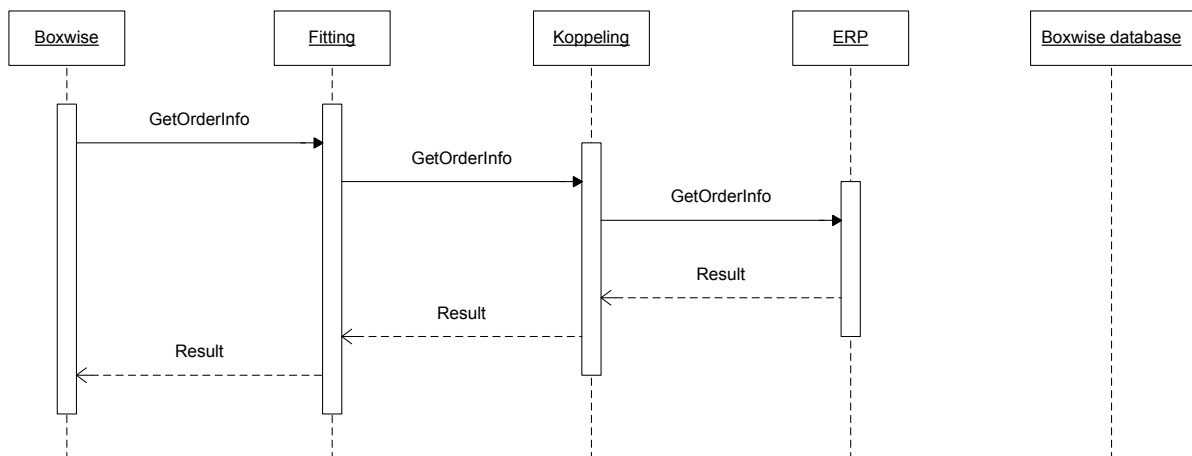 Boxwise
Fitting
Koppeling
ERP
Boxwise database
GetOrderInfo
GetOrderInfo
GetOrderInfo
Result
Result
Result